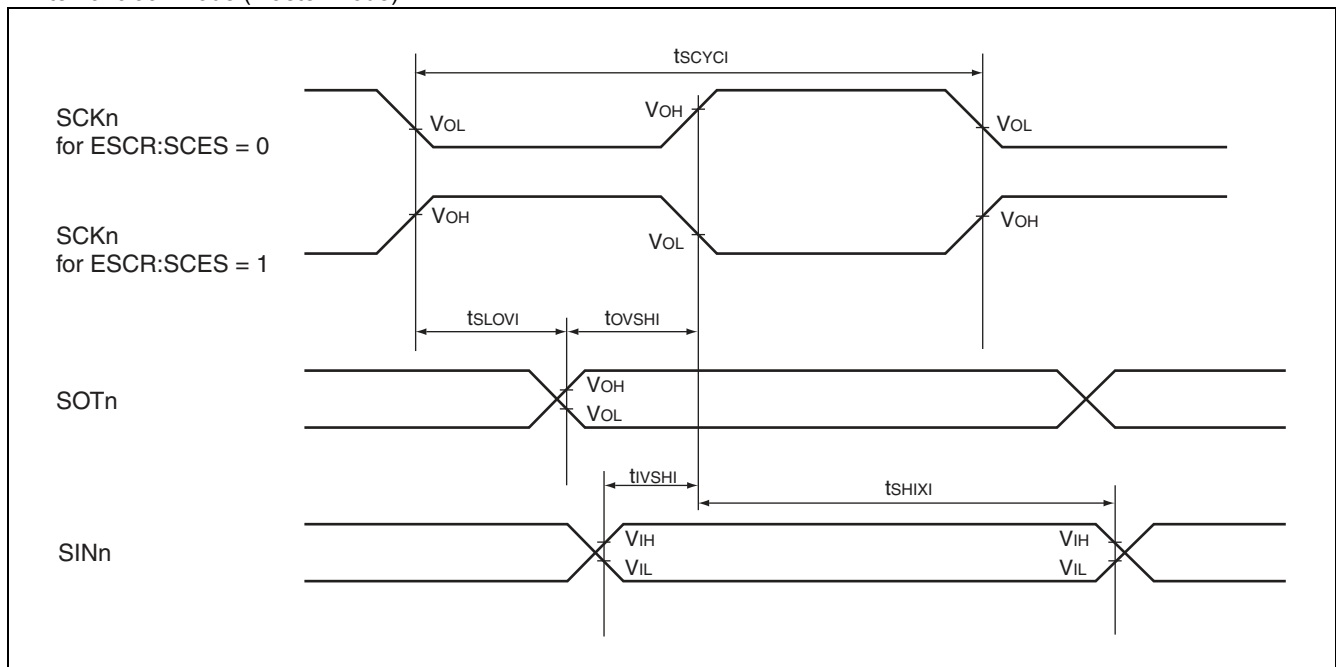 tSCYCI
SCKn
for ESCR:SCES = 0
VOL
VOH
VOL
SCKn
for ESCR:SCES = 1
VOH
VOL
VOH
tSLOVI
tOVSHI
SOTn
VOH
VOL
tIVSHI
tSHIXI
SINn
VIH
VIL
VIH
VIL